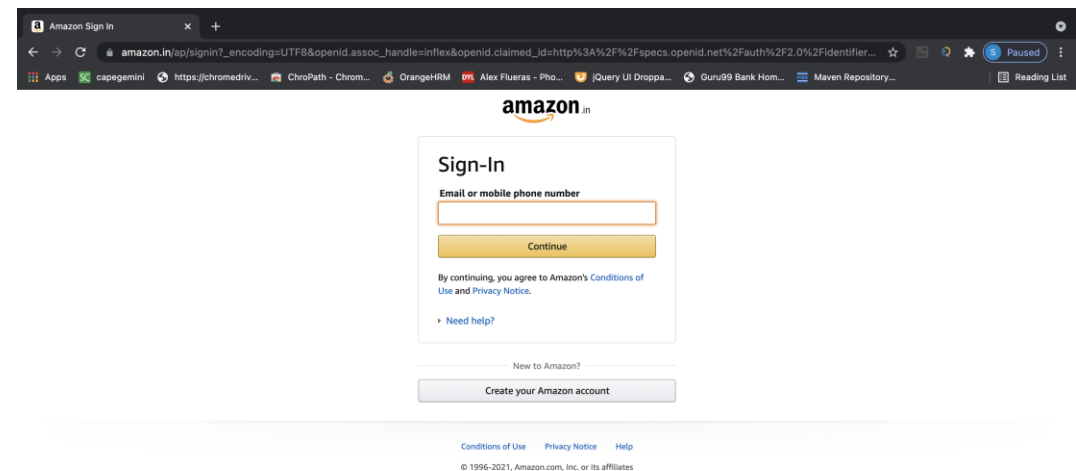 Amazon Sign In
amazon.in/ap/signin?_encoding=UTF8&openid.assoc_handle=inflex&openid.claimed_id=http%3A%2F%2Fspecs.openid.net%2Fauth%2F2.0%2Fidentifier... S Paused
Apps SC capegemini https://chromedriv... ChroPath - Chrom... OrangeHRM Alex Flueras - Pho... jQuery UI Droppa... Guru99 Bank Hom... Maven Repository... Reading List
amazon.in
Sign-In
Email or mobile phone number
Continue
By continuing, you agree to Amazon's Conditions of
Use and Privacy Notice.
Need help?
New to Amazon?
Create your Amazon account
Conditions of Use Privacy Notice Help
© 1996-2021, Amazon.com, Inc. or its affiliates